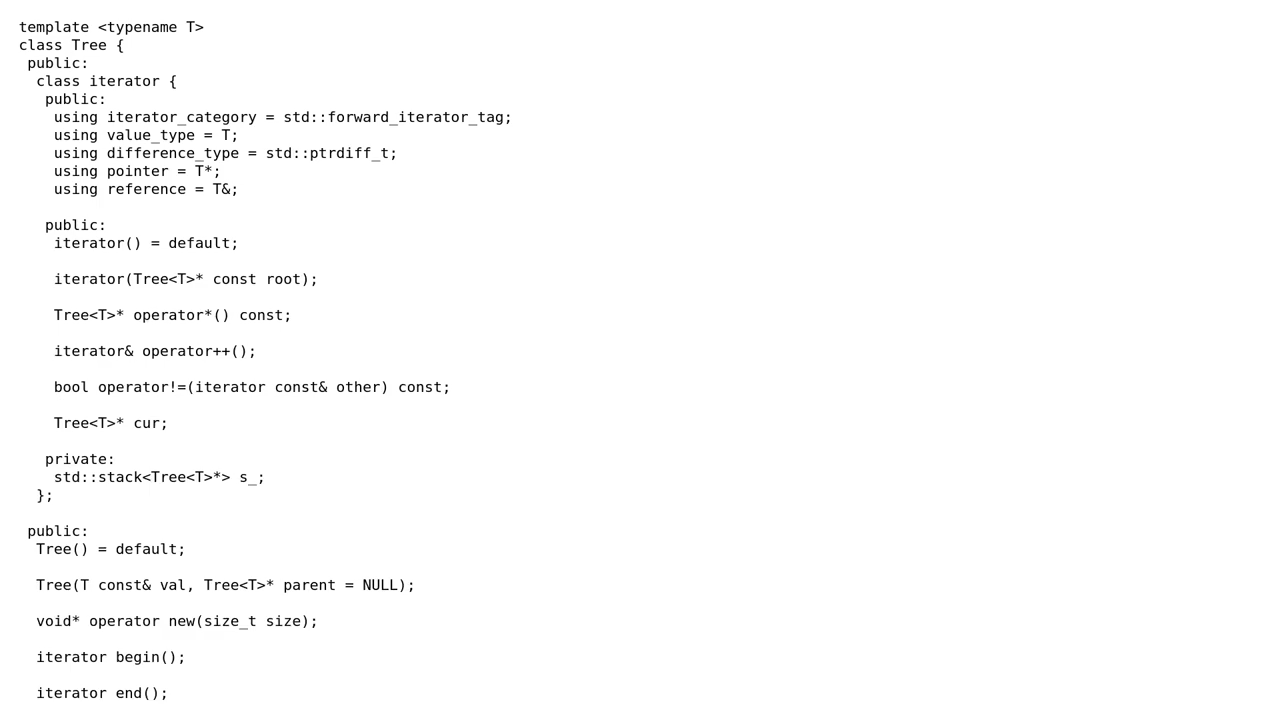 template <typename T>
class Tree {
 public:
  class iterator {
   public:
    using iterator_category = std::forward_iterator_tag;
    using value_type = T;
    using difference_type = std::ptrdiff_t;
    using pointer = T*;
    using reference = T&;

   public:
    iterator() = default;

    iterator(Tree<T>* const root);

    Tree<T>* operator*() const;

    iterator& operator++();

    bool operator!=(iterator const& other) const;

    Tree<T>* cur;

   private:
    std::stack<Tree<T>*> s_;
  };

 public:
  Tree() = default;

  Tree(T const& val, Tree<T>* parent = NULL);

  void* operator new(size_t size);

  iterator begin();

  iterator end();